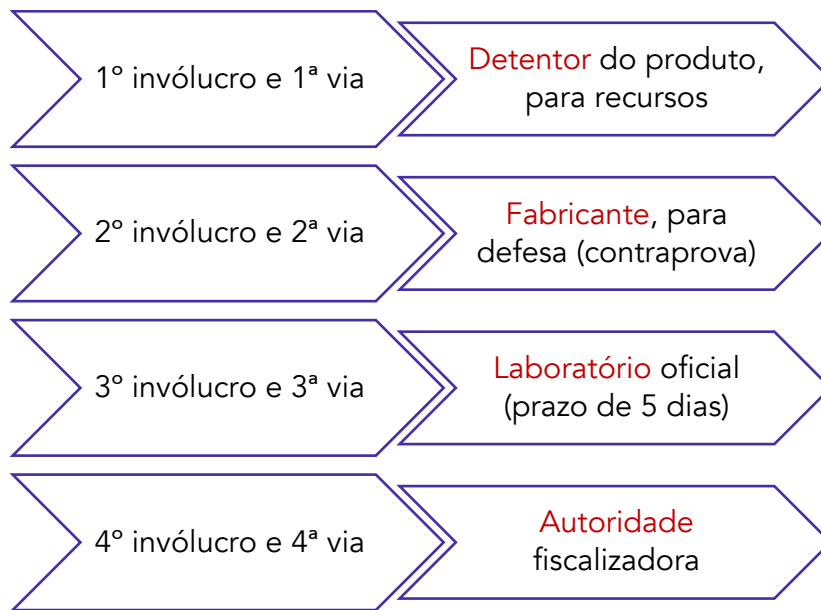 1º invólucro e 1ª via
Detentor do produto,
para recursos
2º invólucro e 2ª via
Fabricante, para
defesa (contraprova)
3º invólucro e 3ª via
Laboratório oficial
(prazo de 5 dias)
4º invólucro e 4ª via
Autoridade
fiscalizadora